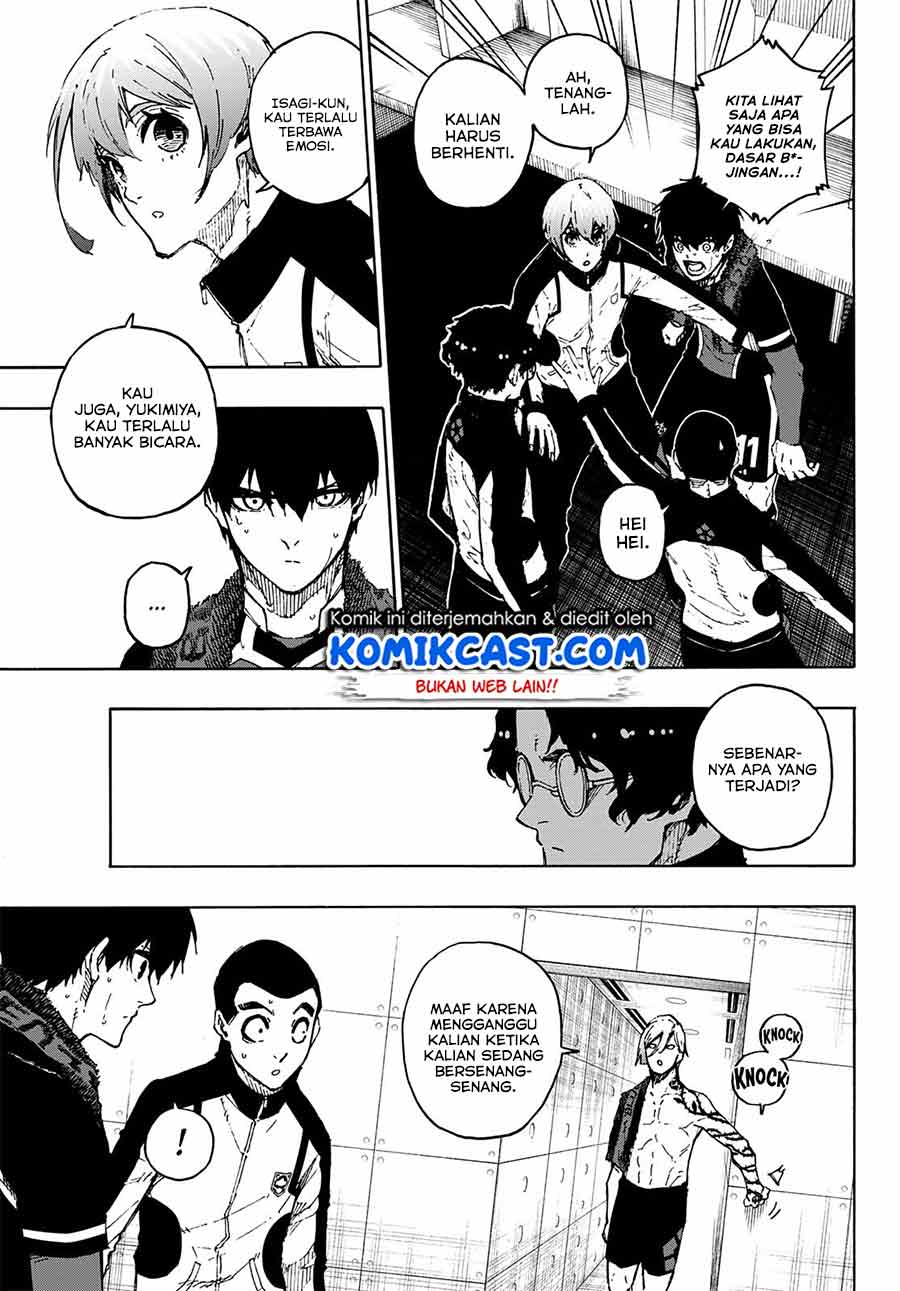 KITA LIHAT
SAJA APA
YANG BISA
KAU LAKUKAN,
DASAR B*-
JINGAN...!
AH,
TENANG-
LAH.
KALIAN
HARUS
BERHENTI.
11
HEI
HEI.
ISAGI-KUN,
KAU TERLALU
TERBAWA
EMOSI.
KAU
JUGA, YUKIMIYA,
KAU TERLALU
BANYAK BICARA.
...
Komik ini diterjemahkan & diedit oleh
KOMIKCAST.COM
BUKAN WEB LAIN!!
SEBENAR-
NYA APA YANG
TERJADI?
KNOCK
KNOCK
MAAF KARENA
MENGGANGGU
KALIAN KETIKA
KALIAN SEDANG
BERSENANG-
SENANG.
!